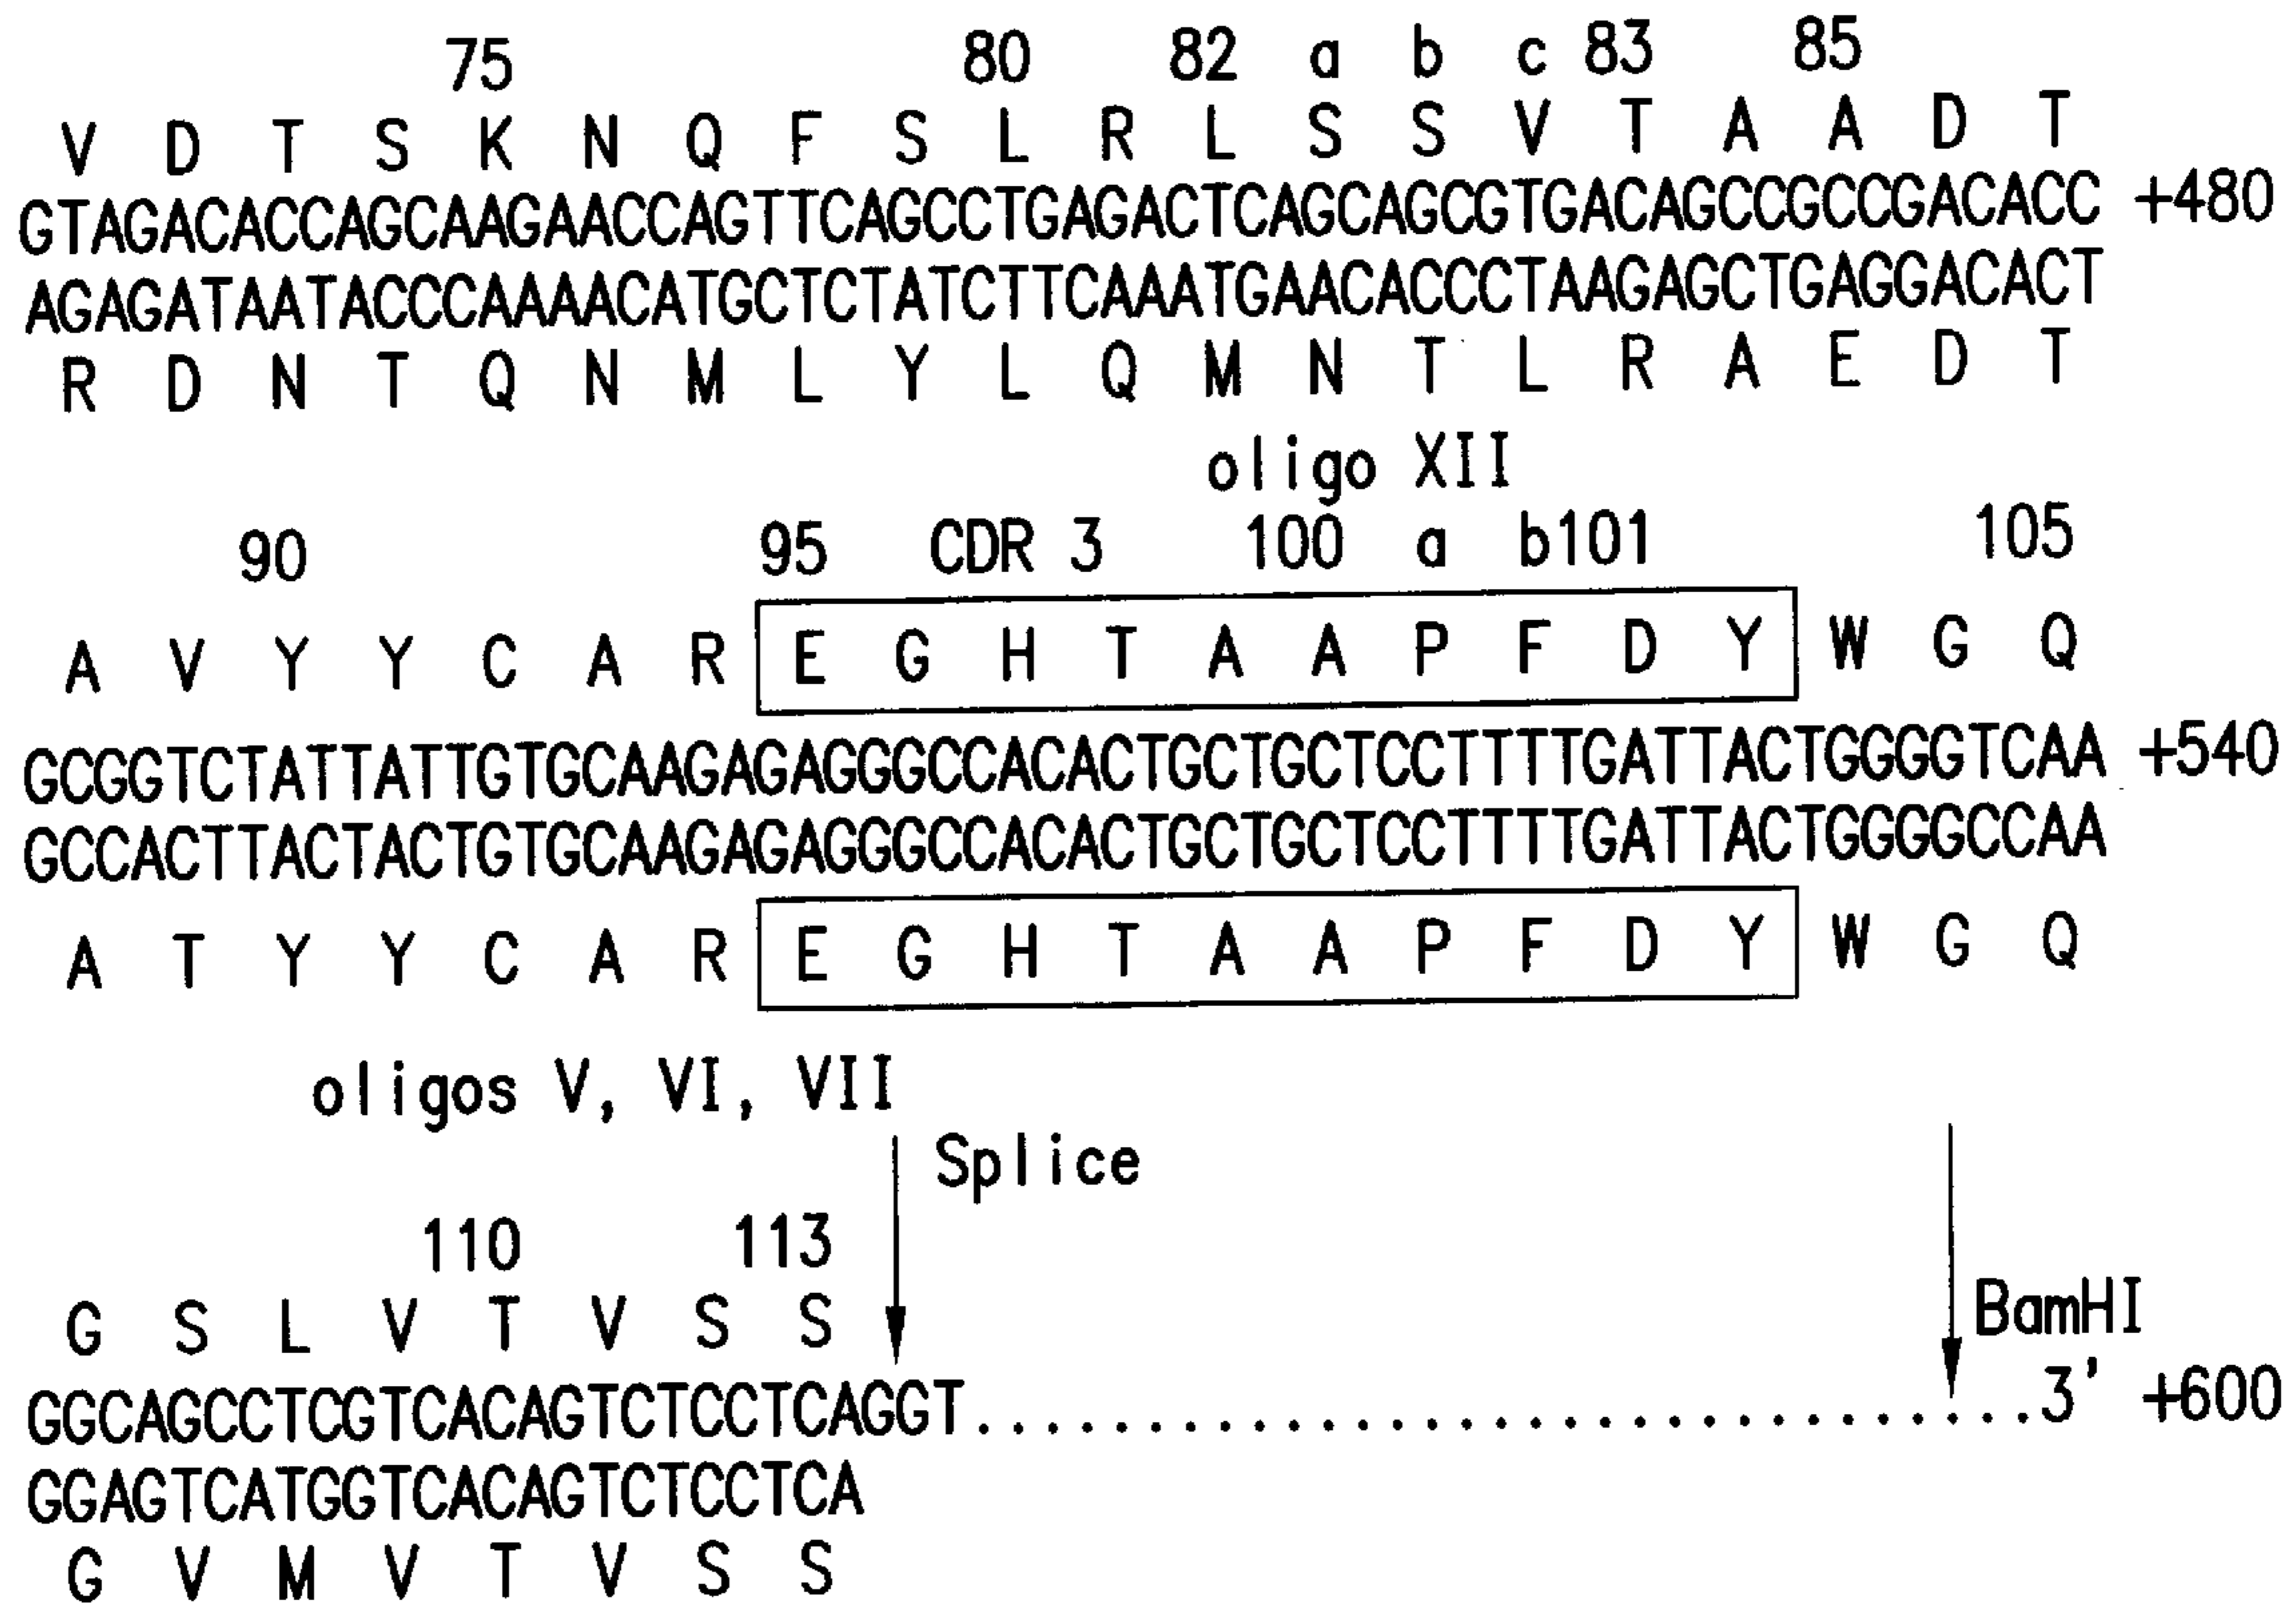 75 80 82 a b c 83 85
V D T S K N Q F S L R L S S V T A A D T
GTAGACACCAGCAAGAACCAGTTCAGCCTGAGACTCAGCAGCGTGACAGCCGCCGACACC +480
AGAGATAATACCCAAAACATGCTCTATCTTCAAATGAACACCCTAAGAGCTGAGGACACT
R D N T Q N M L Y L Q M N T L R A E D T
oligo XII
90 95 CDR 3 100 a b101 105
A V Y Y C A R E G H T A A P F D Y W G Q
GCGGTCTATTATTGTGCAAGAGAGGGCCACACTGCTGCTCCTTTTGATTACTGGGGTCAA +540
GCCACTTACTACTGTGCAAGAGAGGGCCACACTGCTGCTCCTTTTGATTACTGGGGCCAA
A T Y Y C A R E G H T A A P F D Y W G Q
oligos V, VI, VII
Splice
110 113
BamHI
G S L V T V S S
GGCAGCCTCGTCACAGTCTCCTCAGGT...............................3' +600
GGAGTCATGGTCACAGTCTCCTCA
G V M V T V S S